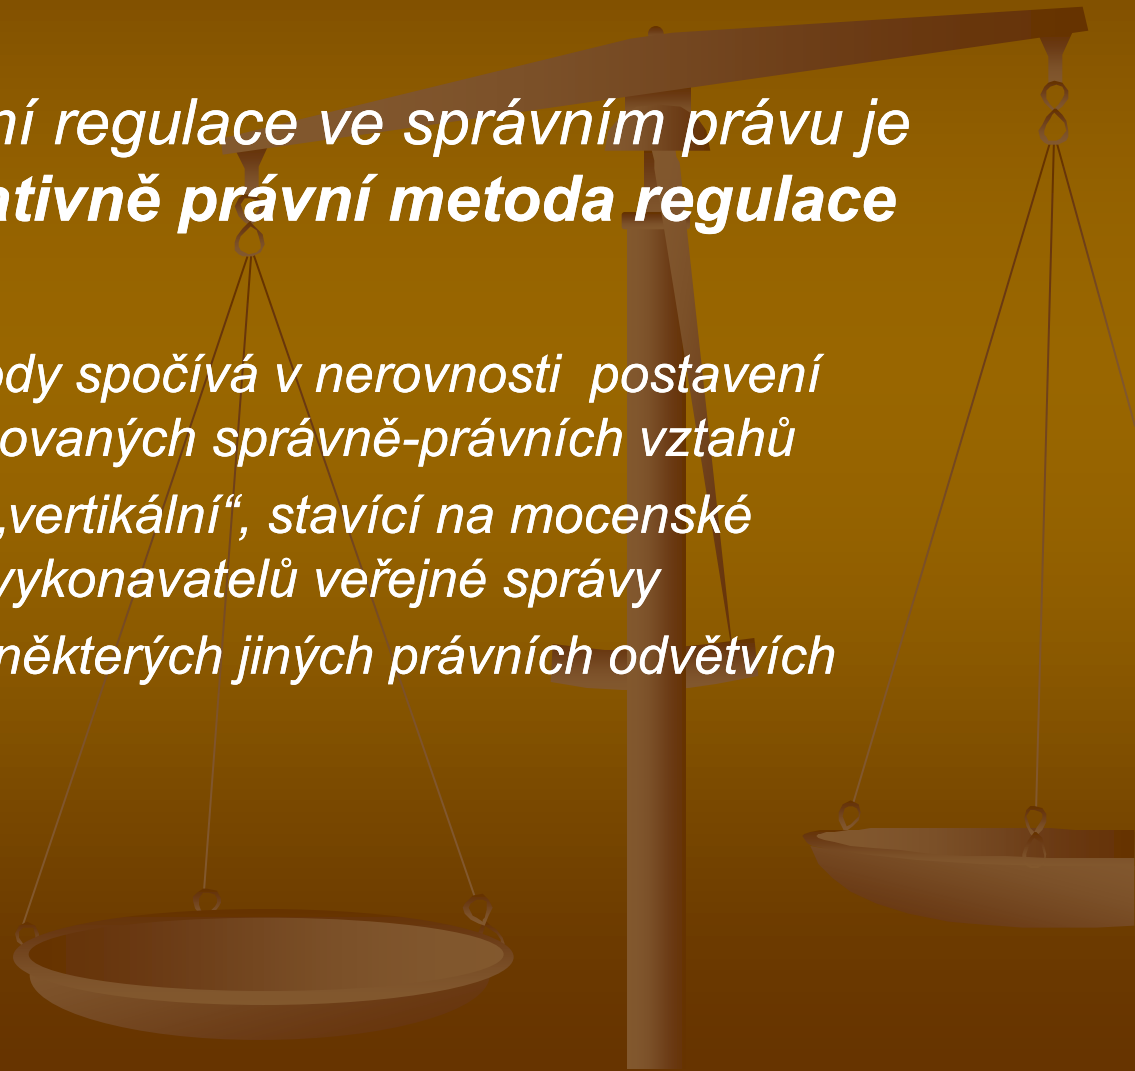 ní regulace ve správním právu je
ativně právní metoda regulace
ody spočívá v nerovnosti postavení
ovaných správně-právních vztahů
„vertikální“, stavící na mocenské
vykonavatelů veřejné správy
některých jiných právních odvětvích